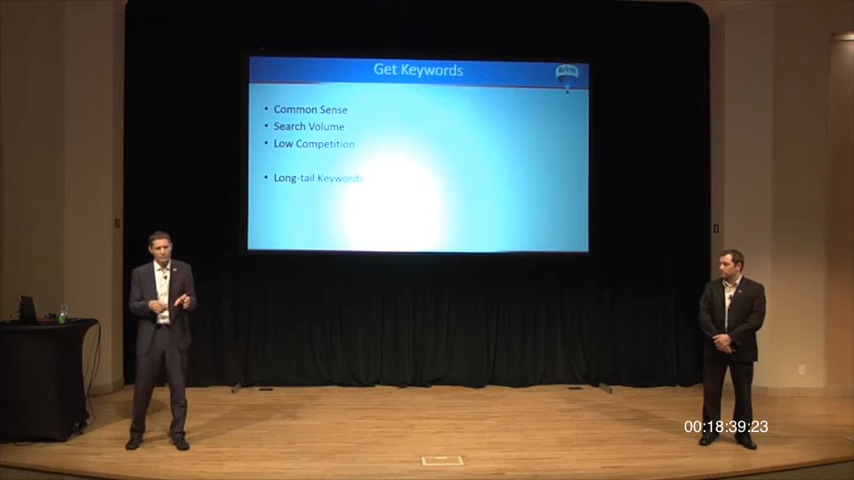 Get Keywords
• Common Sense
• Search Volume
• Low Competition
• Long-tail Keywords
00:18:39:23